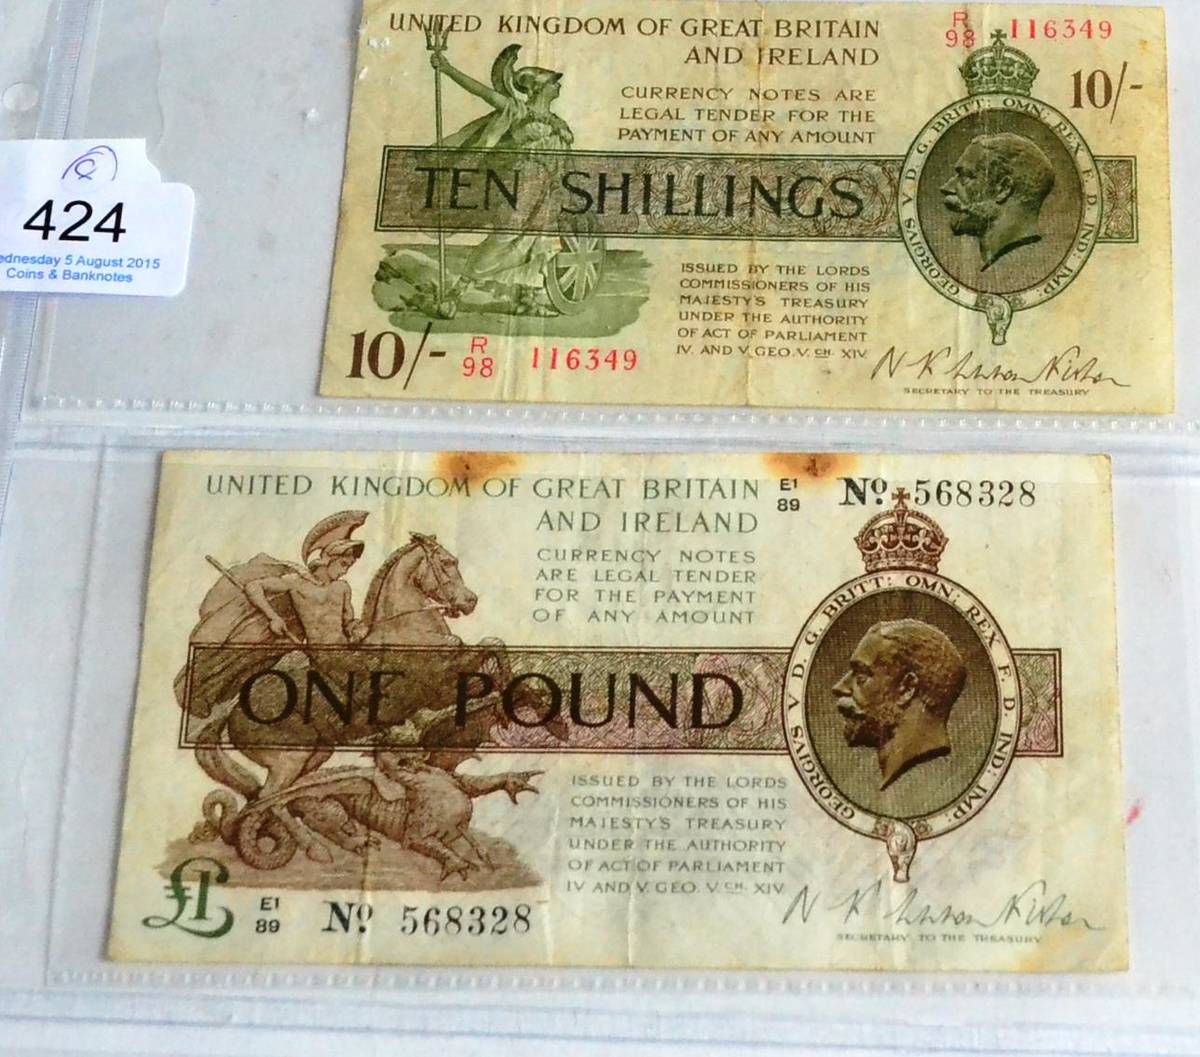 UNITED KINGDOM OF GREAT BRITAIN
AND IRELAND
R
98 116349
10/-
CURRENCY NOTES ARE
LEGAL TENDER FOR THE
PAYMENT OF ANY AMOUNT
TEN SHILLINGS
GEORGIVS V D. G. BRITT: OMN: REX F. D. IND: IMP:
ISSUED BY THE LORDS
COMMISSIONERS OF HIS
MAJESTY'S TREASURY
UNDER THE AUTHORITY
OF ACT OF PARLIAMENT
IV. AND V. GEO. V. CH. XIV
10/- R
98 116349
SECRETARY TO THE TREASURY
424
ednesday 5 August 2015
Coins & Banknotes
UNITED KINGDOM OF GREAT BRITAIN
AND IRELAND
E1
89 Nº 568328
CURRENCY NOTES
ARE LEGAL TENDER
FOR THE PAYMENT
OF ANY AMOUNT
ONE POUND
GEORGIVS V D. G. BRITT: OMN: REX F. D. IND: IMP:
ISSUED BY THE LORDS
COMMISSIONERS OF HIS
MAJESTY'S TREASURY
UNDER THE AUTHORITY
OF ACT OF PARLIAMENT
IV AND V. GEO. V. CH. XIV
£1 E1
89 Nº 568328
SECRETARY TO THE TREASURY